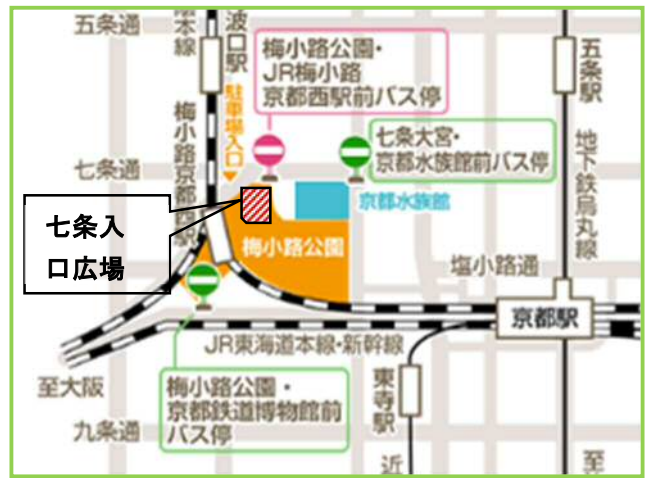 五条通
本線
波口駅
梅小路公園・
JR梅小路
京都西駅前バス停
五条駅
駐車場入口
七条大宮・
京都水族館前バス停
地下鉄烏丸線
七条通
梅小路京都西駅
京都水族館
七条入
口広場
梅小路公園
塩小路通
京都駅
JR東海道本線・新幹線
至大阪
梅小路公園・
京都鉄道博物館前
バス停
東寺駅
九条通
近
至